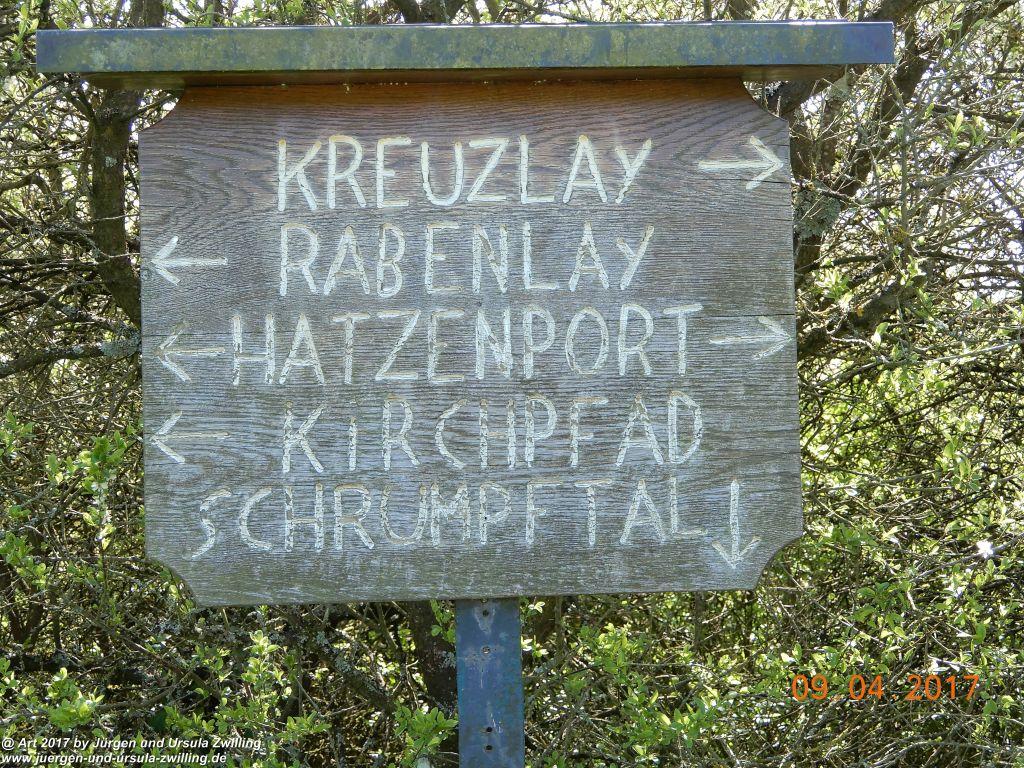 KREUZLAY →
← RABENLAY
← HATZENPORT →
← KIRCHPFAD
SCHRUMPFTAL ↓
09 04 2017
@ Art 2017 by Jürgen und Ursula Zwilling
www.juergen-und-ursula-zwilling.de